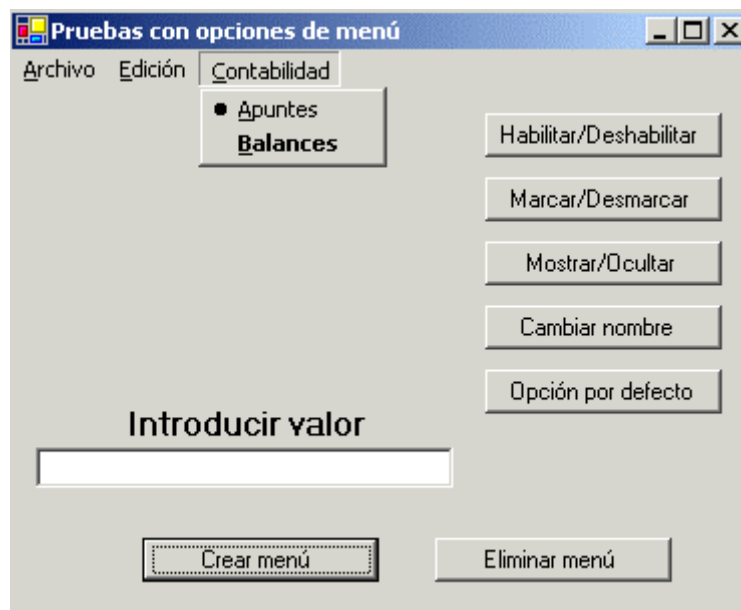 Pruebas con opciones de menú
Archivo Edición Contabilidad
Apuntes
Balances
Habilitar/Deshabilitar
Marcar/Desmarcar
Mostrar/Ocultar
Cambiar nombre
Opción por defecto
Introducir valor
Crear menú Eliminar menú